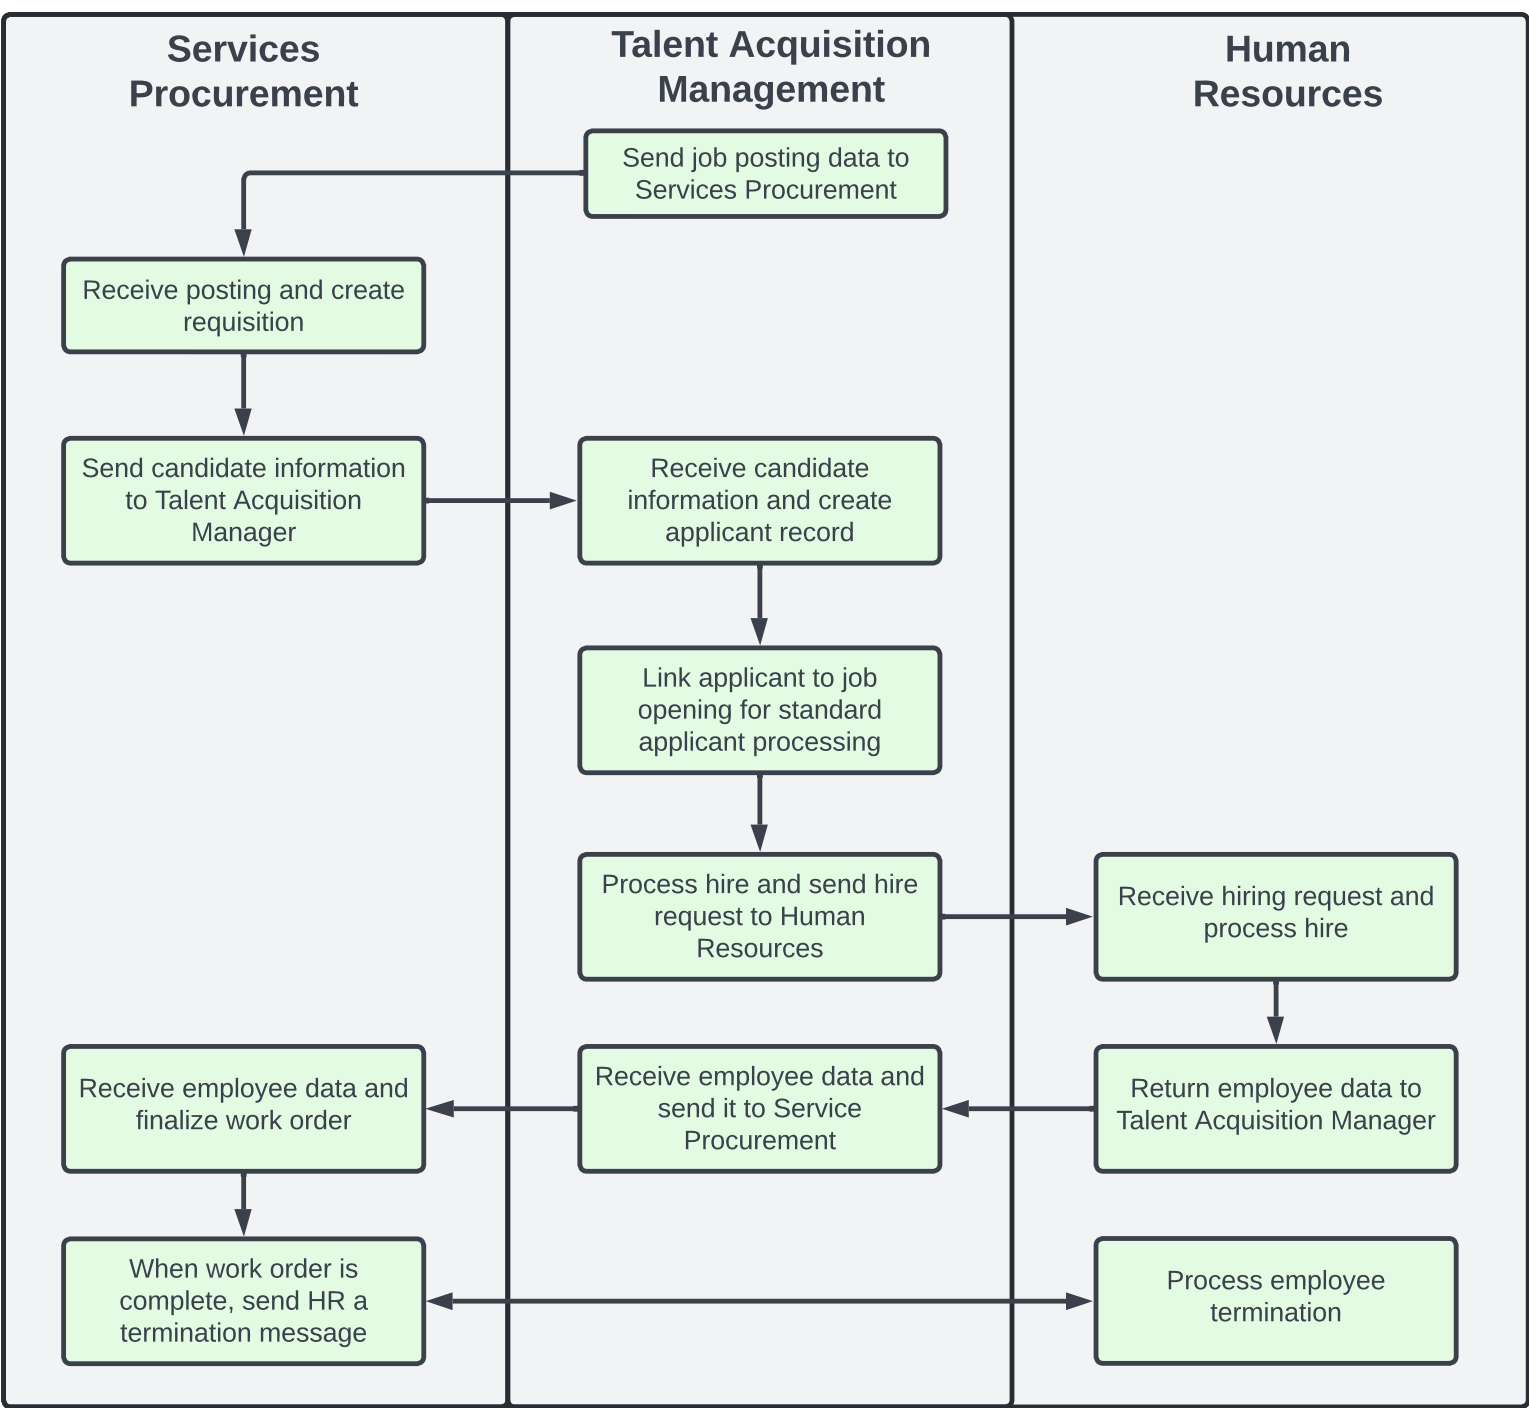 Services
Procurement
Talent Acquisition
Management
Human
Resources
Send job posting data to
Services Procurement
Receive posting and create
requisition
Send candidate information
to Talent Acquisition
Manager
Receive candidate
information and create
applicant record
Link applicant to job
opening for standard
applicant processing
Process hire and send hire
request to Human
Resources
Receive hiring request and
process hire
Return employee data to
Talent Acquisition Manager
Receive employee data and
send it to Service
Procurement
Receive employee data and
finalize work order
When work order is
complete, send HR a
termination message
Process employee
termination